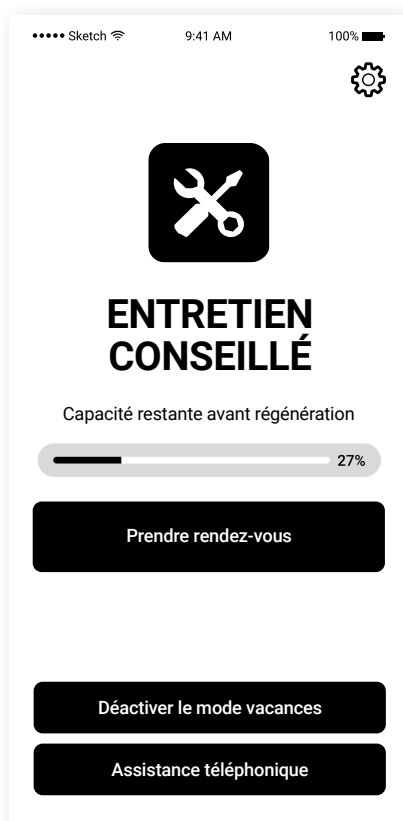 ••••• Sketch 9:41 AM 100%
ENTRETIEN
CONSEILLÉ
Capacité restante avant régénération
27%
Prendre rendez-vous
Déactiver le mode vacances
Assistance téléphonique